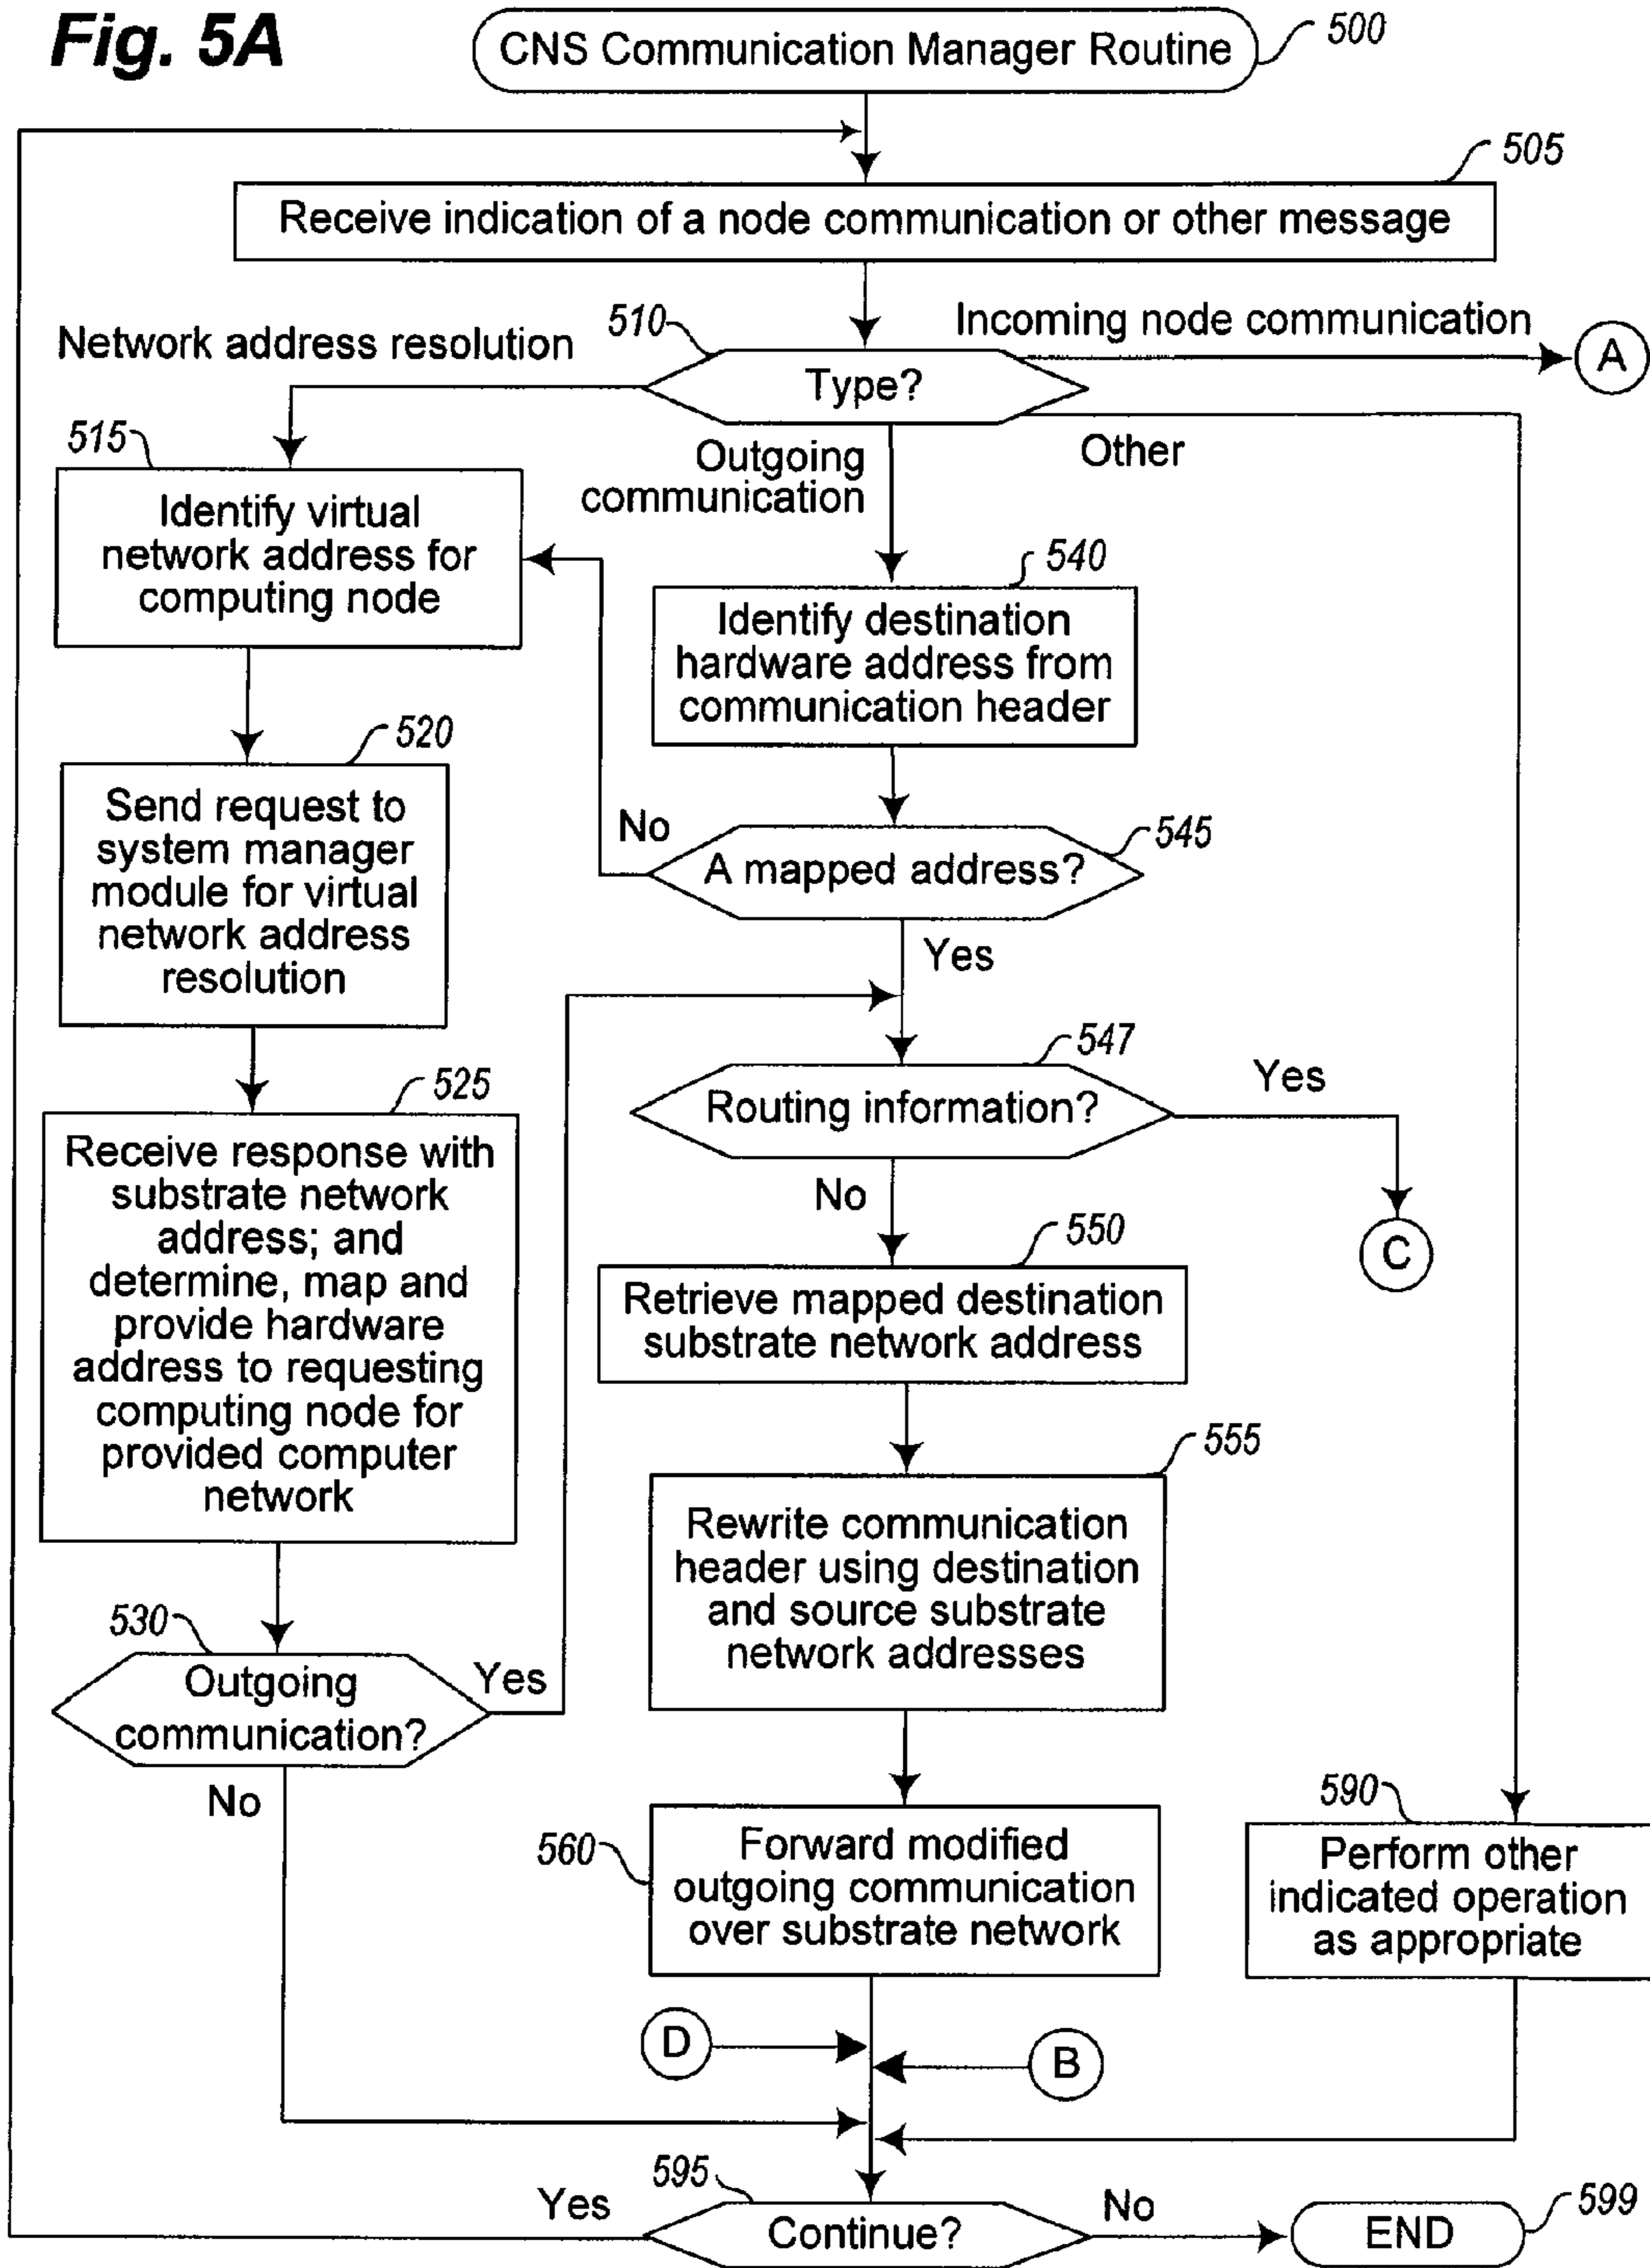 Fig. 5A
CNS Communication Manager Routine
500
505
Receive indication of a node communication or other message
510
Incoming node communication
Network address resolution
A
Type?
515
Outgoing
communication
Other
Identify virtual
network address for
computing node
540
Identify destination
hardware address from
communication header
520
Send request to
system manager
module for virtual
network address
resolution
No
545
A mapped address?
Yes
525
547
Yes
Routing information?
Receive response with
substrate network
address; and
determine, map and
provide hardware
address to requesting
computing node for
provided computer
network
No
C
550
Retrieve mapped destination
substrate network address
555
Rewrite communication
header using destination
and source substrate
network addresses
530
Outgoing
communication?
Yes
No
560
Forward modified
outgoing communication
over substrate network
590
Perform other
indicated operation
as appropriate
D
B
595
Yes
Continue?
No
END
599